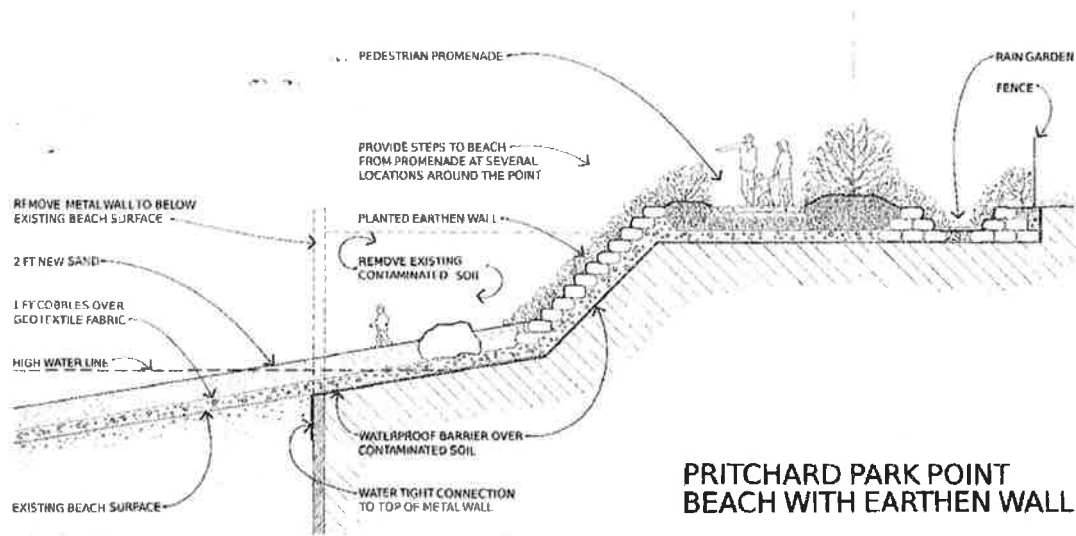 PEDESTRIAN PROMENADE
RAIN GARDEN
FENCE
PROVIDE STEPS TO BEACH
FROM PROMENADE AT SEVERAL
LOCATIONS AROUND THE POINT
REMOVE METAL WALL TO BELOW
EXISTING BEACH SURFACE
PLANTED EARTHEN WALL
2 FT NEW SAND
REMOVE EXISTING
CONTAMINATED SOIL
1 FT COBBLES OVER
GEOTEXTILE FABRIC
HIGH WATER LINE
WATERPROOF BARRIER OVER
CONTAMINATED SOIL
WATER TIGHT CONNECTION
TO TOP OF METAL WALL
EXISTING BEACH SURFACE
PRITCHARD PARK POINT
BEACH WITH EARTHEN WALL